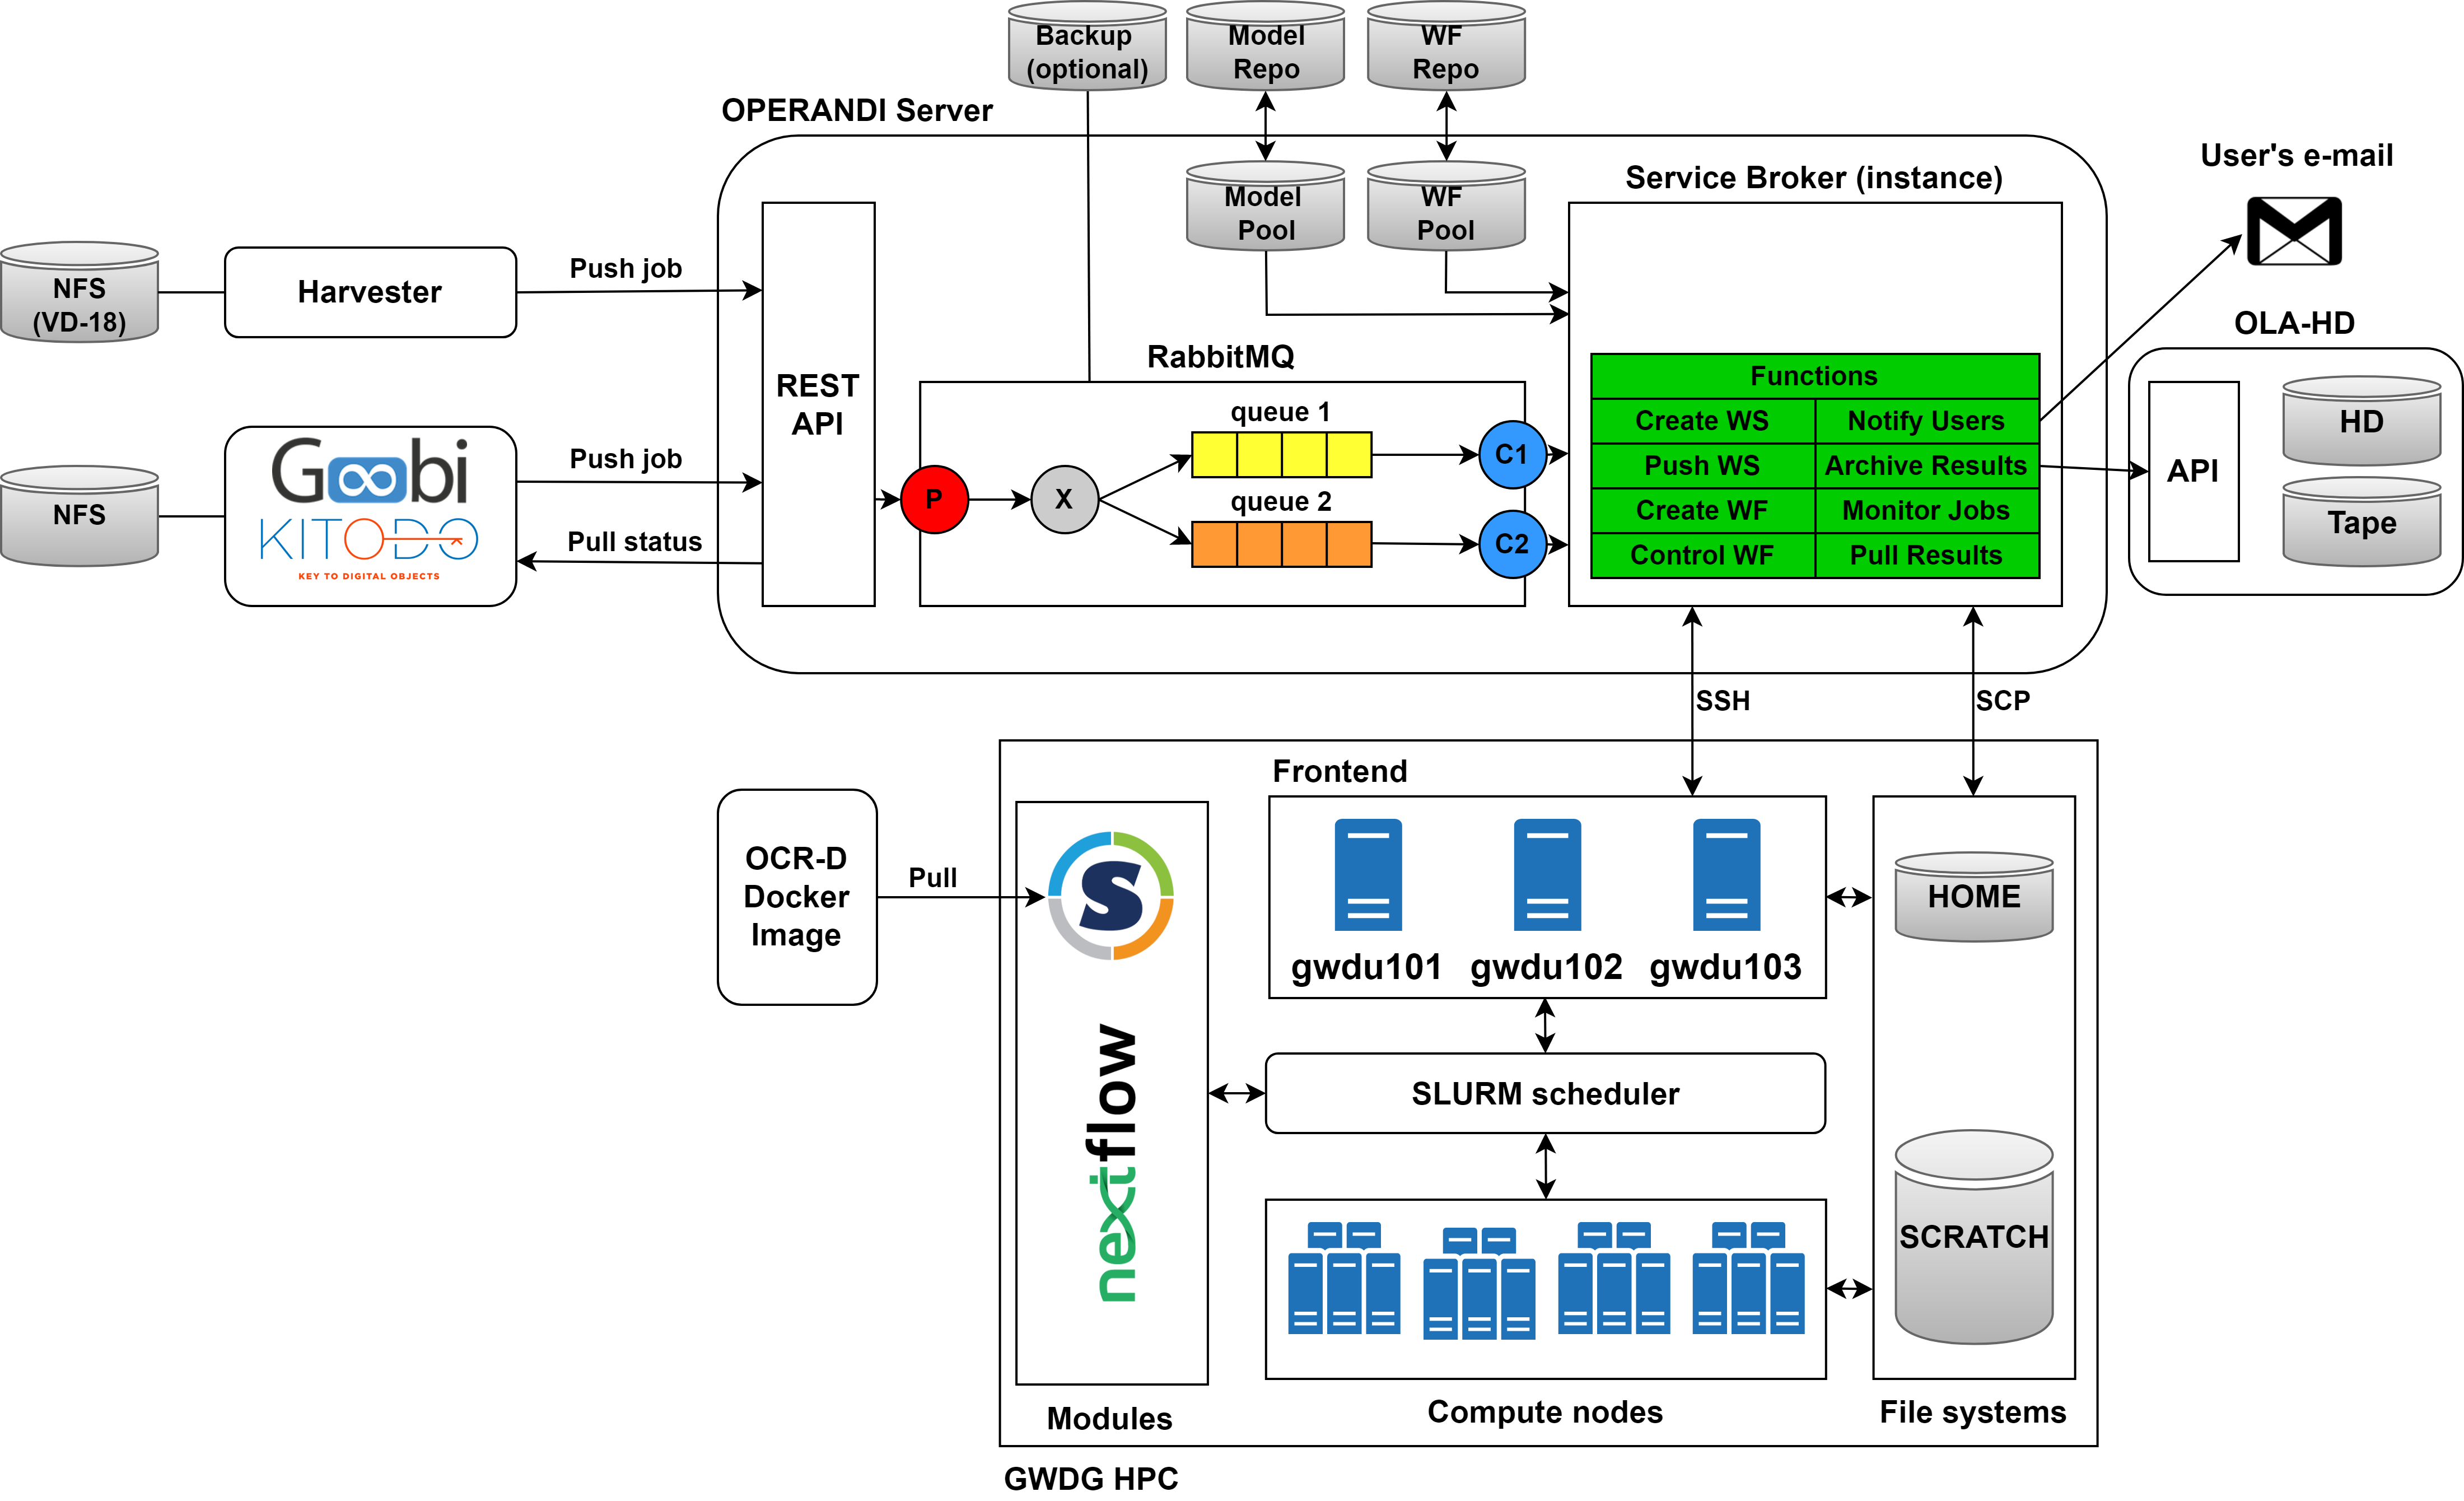 Backup
(optional)
Model
Repo
WF
Repo
OPERANDI Server
Model
Pool
WF
Pool
Service Broker (instance)
User's e-mail
NFS
(VD-18)
Harvester
Push job
REST
API
RabbitMQ
queue 1
queue 2
P
X
C1
C2
Functions
Create WS
Notify Users
Push WS
Archive Results
Create WF
Monitor Jobs
Control WF
Pull Results
OLA-HD
API
HD
Tape
NFS
Goobi
KITODO
KEY TO DIGITAL OBJECTS
Push job
Pull status
SSH
SCP
OCR-D
Docker
Image
Pull
S
nextflow
Modules
Frontend
gwdu101
gwdu102
gwdu103
SLURM scheduler
Compute nodes
HOME
SCRATCH
File systems
GWDG HPC